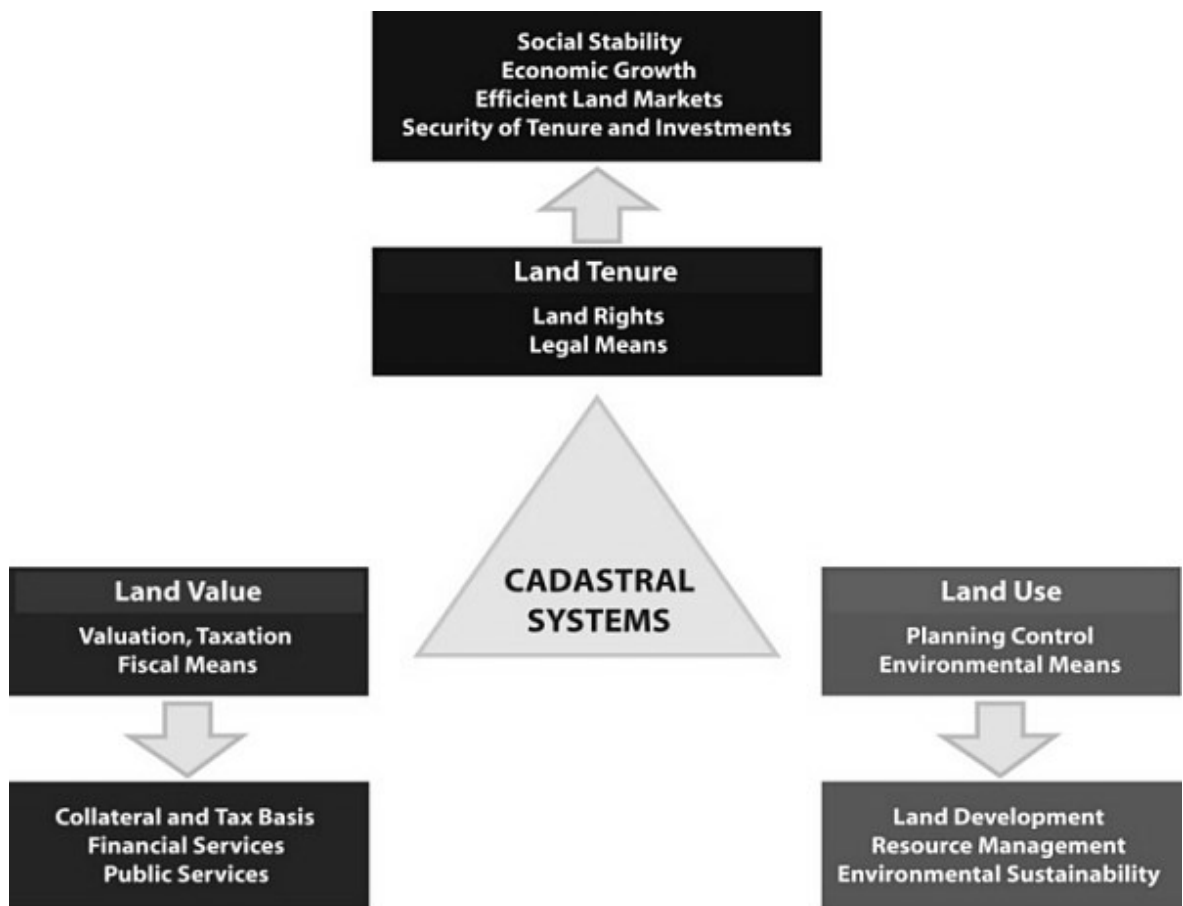 Social Stability
Economic Growth
Efficient Land Markets
Security of Tenure and Investments
Land Tenure
Land Rights
Legal Means
CADASTRAL
SYSTEMS
Land Value
Valuation, Taxation
Fiscal Means
Collateral and Tax Basis
Financial Services
Public Services
Land Use
Planning Control
Environmental Means
Land Development
Resource Management
Environmental Sustainability